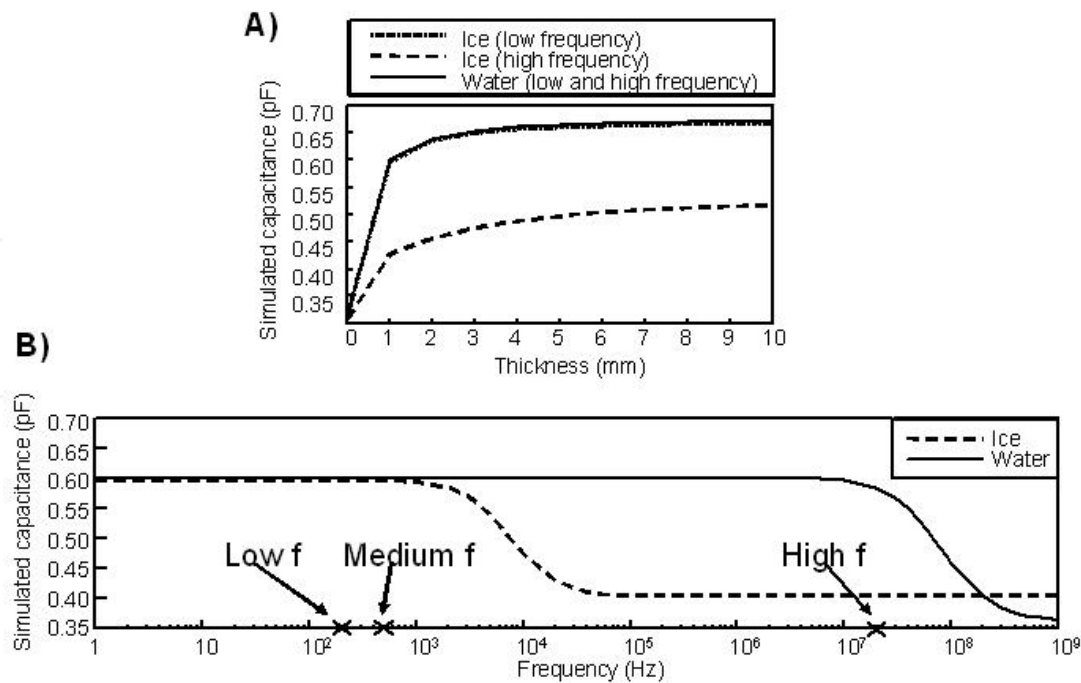 A)
Ice (low frequency)
Ice (high frequency)
Water (low and high frequency)
Simulated capacitance (pF)
0.70
0.65
0.60
0.55
0.50
0.45
0.40
0.35
0 1 2 3 4 5 6 7 8 9 10
Thickness (mm)
B)
Simulated capacitance (pF)
0.70
0.65
0.60
0.55
0.50
0.45
0.40
0.35
Ice
Water
Low f Medium f High f
1 10 10² 10³ 10⁴ 10⁵ 10⁶ 10⁷ 10⁸ 10⁹
Frequency (Hz)